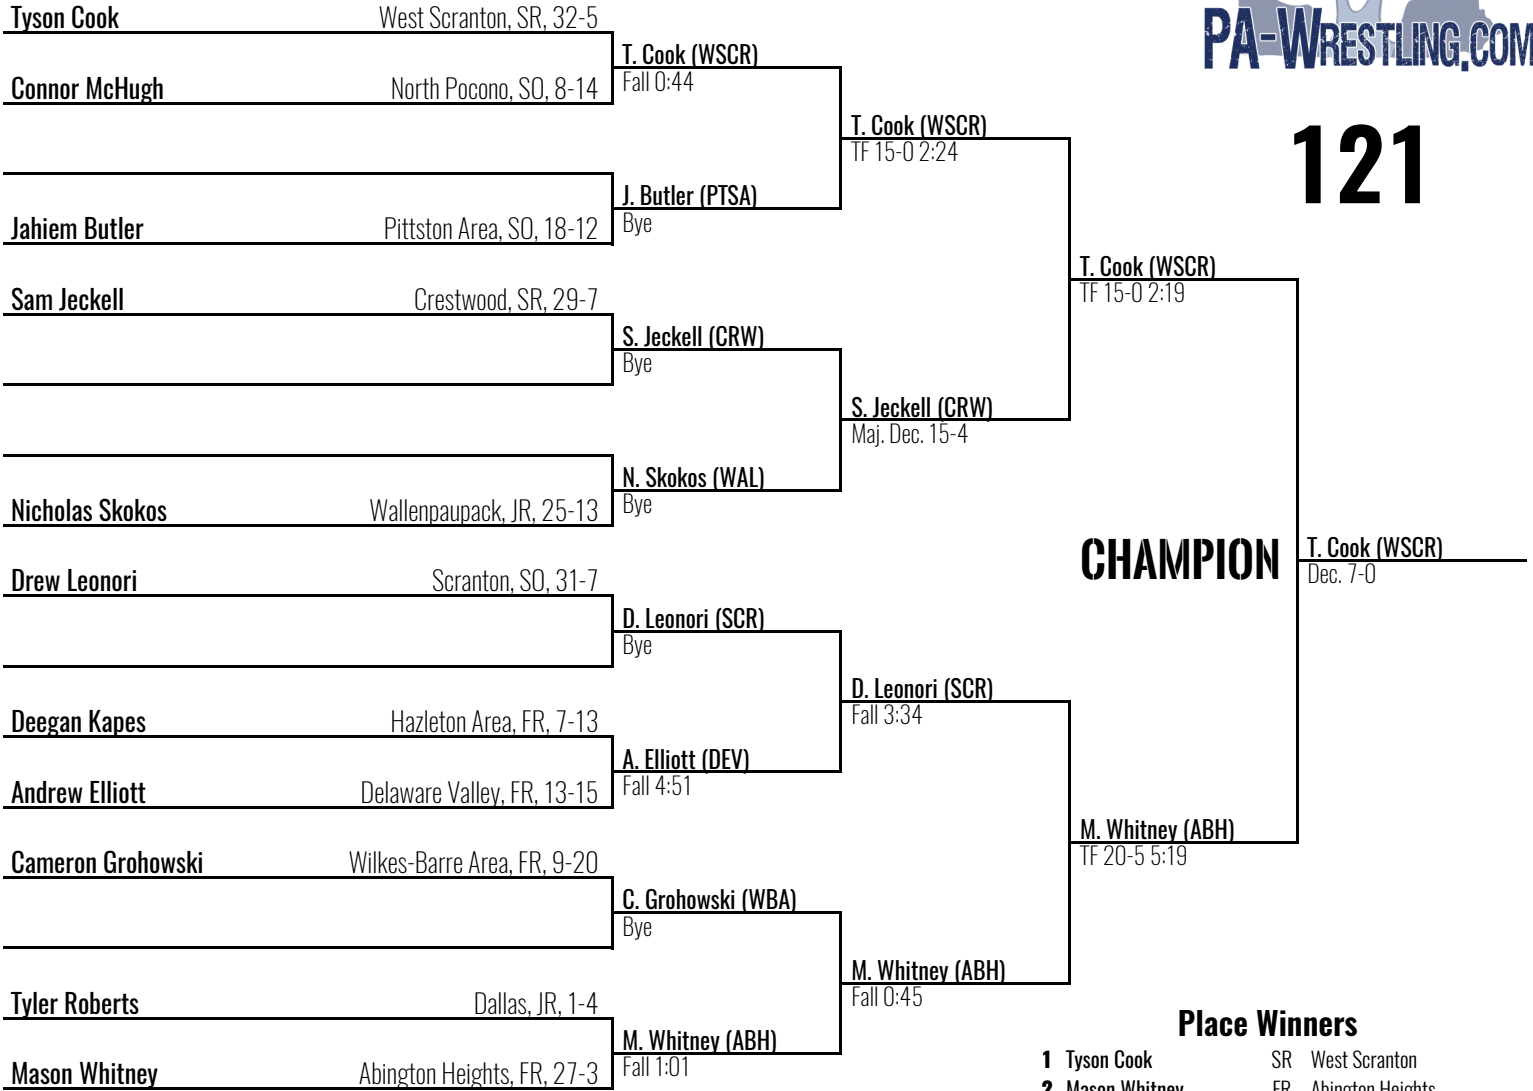 PA-WRESTLING.COM
121
Tyson Cook West Scranton, SR, 32-5
Connor McHugh North Pocono, SO, 8-14
Jahiem Butler Pittston Area, SO, 18-12
Sam Jeckell Crestwood, SR, 29-7
Nicholas Skokos Wallenpaupack, JR, 25-13
Drew Leonori Scranton, SO, 31-7
Deegan Kapes Hazleton Area, FR, 7-13
Andrew Elliott Delaware Valley, FR, 13-15
Cameron Grohowski Wilkes-Barre Area, FR, 9-20
Tyler Roberts Dallas, JR, 1-4
Mason Whitney Abington Heights, FR, 27-3
T. Cook (WSCR)
Fall 0:44
J. Butler (PTSA)
Bye
S. Jeckell (CRW)
Bye
N. Skokos (WAL)
Bye
D. Leonori (SCR)
Bye
A. Elliott (DEV)
Fall 4:51
C. Grohowski (WBA)
Bye
M. Whitney (ABH)
Fall 1:01
T. Cook (WSCR)
TF 15-0 2:24
S. Jeckell (CRW)
Maj. Dec. 15-4
D. Leonori (SCR)
Fall 3:34
M. Whitney (ABH)
Fall 0:45
T. Cook (WSCR)
TF 15-0 2:19
M. Whitney (ABH)
TF 20-5 5:19
CHAMPION
T. Cook (WSCR)
Dec. 7-0
Place Winners
1 Tyson Cook SR West Scranton
2 Mason Whitney FR Abington Heights